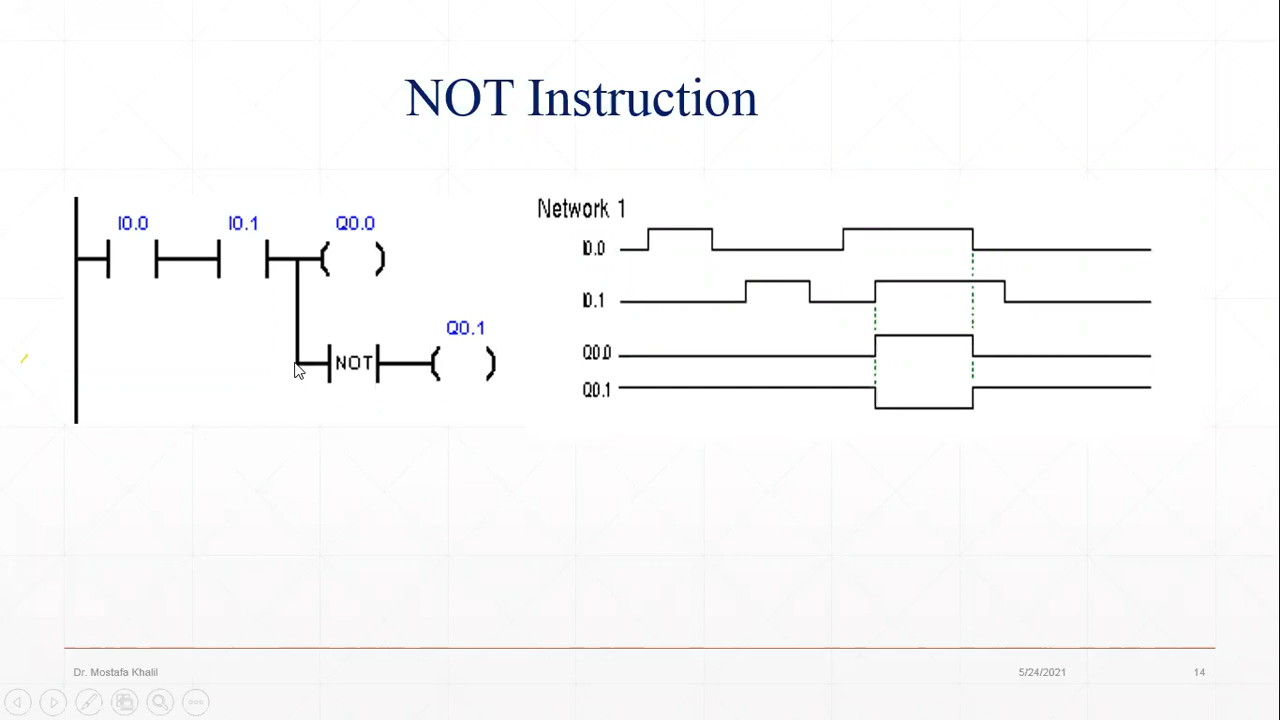 NOT Instruction
I0.0 I0.1 Q0.0
Q0.1
NOT
Network 1
I0.0
I0.1
Q0.0
Q0.1
Dr. Mostafa Khalil 5/24/2021 14